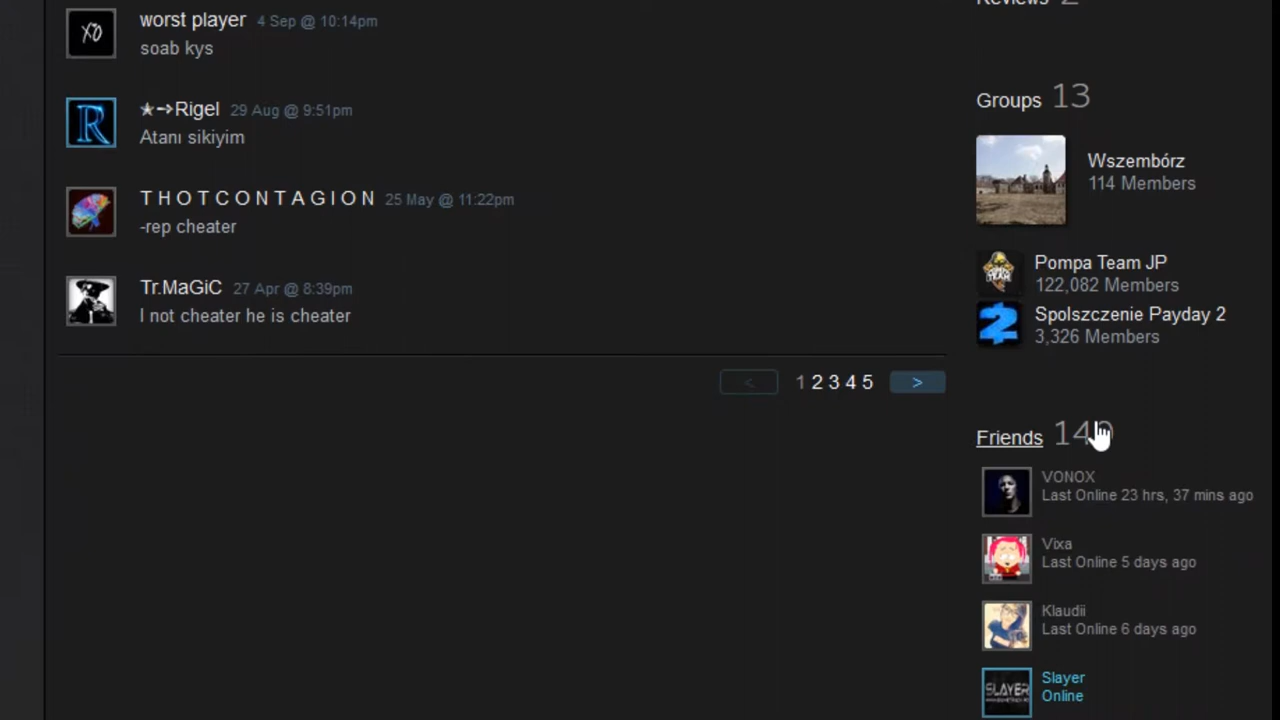 worst player 4 Sep @ 10:14pm
soab kys
★⇢Rigel 29 Aug @ 9:51pm
Atanı sikiyim
T H O T C O N T A G I O N 25 May @ 11:22pm
-rep cheater
Tr.MaGiC 27 Apr @ 8:39pm
I not cheater he is cheater
< 1 2 3 4 5 >
Reviews 2
Groups 13
Wszembórz
114 Members
Pompa Team JP
122,082 Members
Spolszczenie Payday 2
3,326 Members
Friends
VONOX
Last Online 23 hrs, 37 mins ago
Vixa
Last Online 5 days ago
Klaudii
Last Online 6 days ago
Slayer
Online
SLAYER